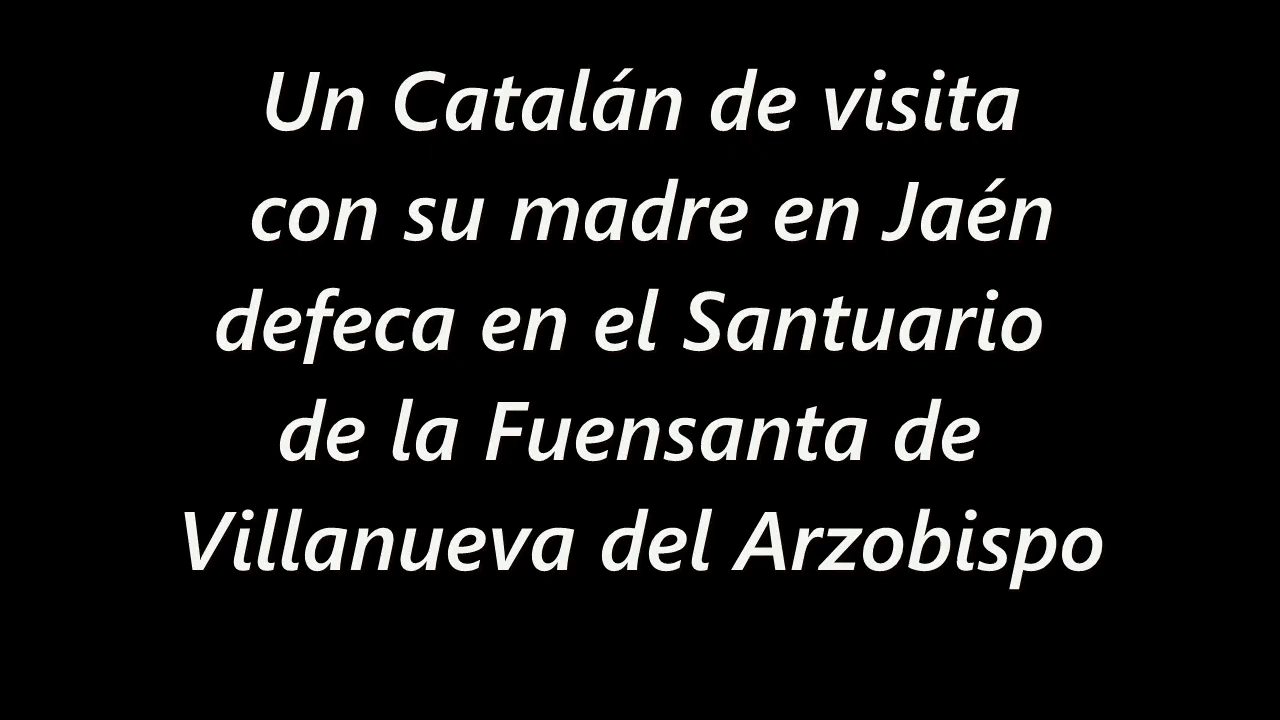 Un Catalán de visita
con su madre en Jaén
defeca en el Santuario
de la Fuensanta de
Villanueva del Arzobispo